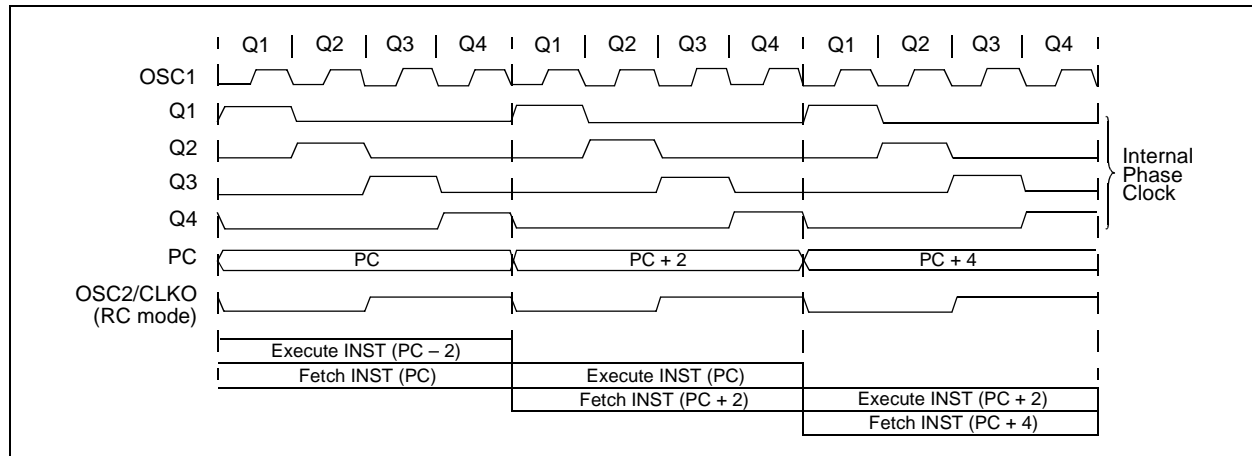 Q1 Q2 Q3 Q4 Q1 Q2 Q3 Q4 Q1 Q2 Q3 Q4
OSC1
Q1
Q2
Q3
Q4
Internal
Phase
Clock
PC PC PC + 2 PC + 4
OSC2/CLKO
(RC mode)
Execute INST (PC – 2)
Fetch INST (PC) Execute INST (PC)
Fetch INST (PC + 2) Execute INST (PC + 2)
Fetch INST (PC + 4)